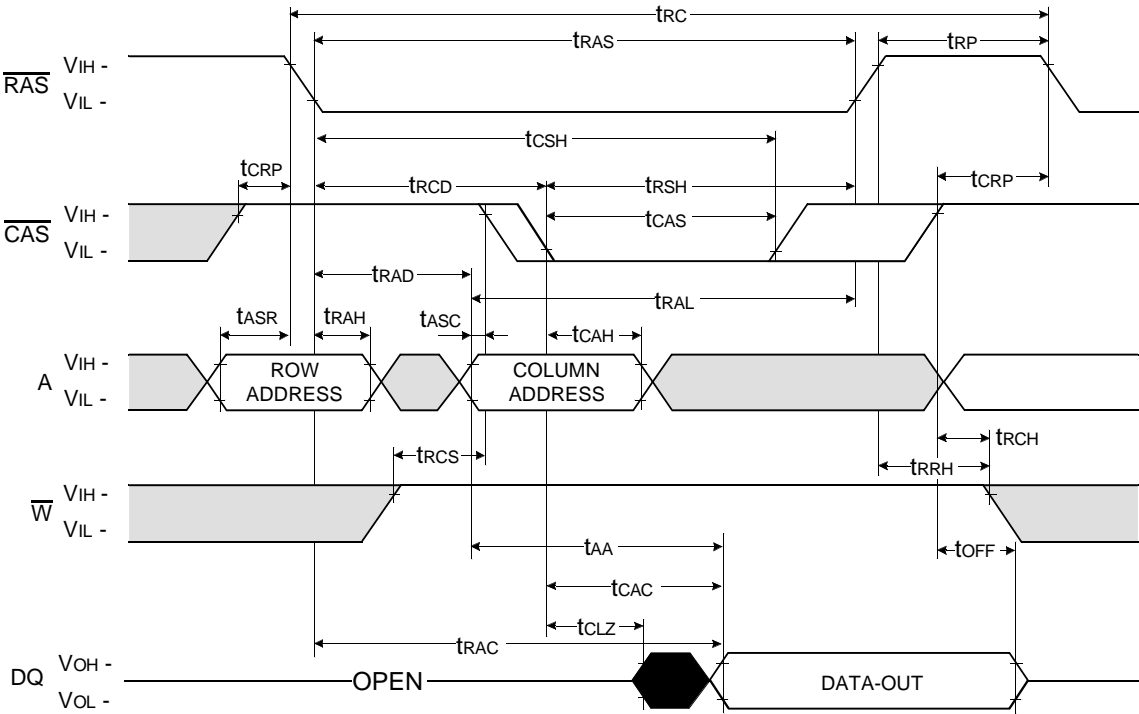 tRC
tRAS
tRP
RAS
VIH -
VIL -
tCSH
tCRP
tRCD
tRSH
tCRP
CAS
VIH -
VIL -
tCAS
tRAD
tRAL
tASR
tRAH
tASC
tCAH
A
VIH -
VIL -
ROW
ADDRESS
COLUMN
ADDRESS
tRCH
tRCS
tRRH
W
VIH -
VIL -
tAA
tOFF
tCAC
tCLZ
tRAC
DQ
VOH -
VOL -
OPEN
DATA-OUT